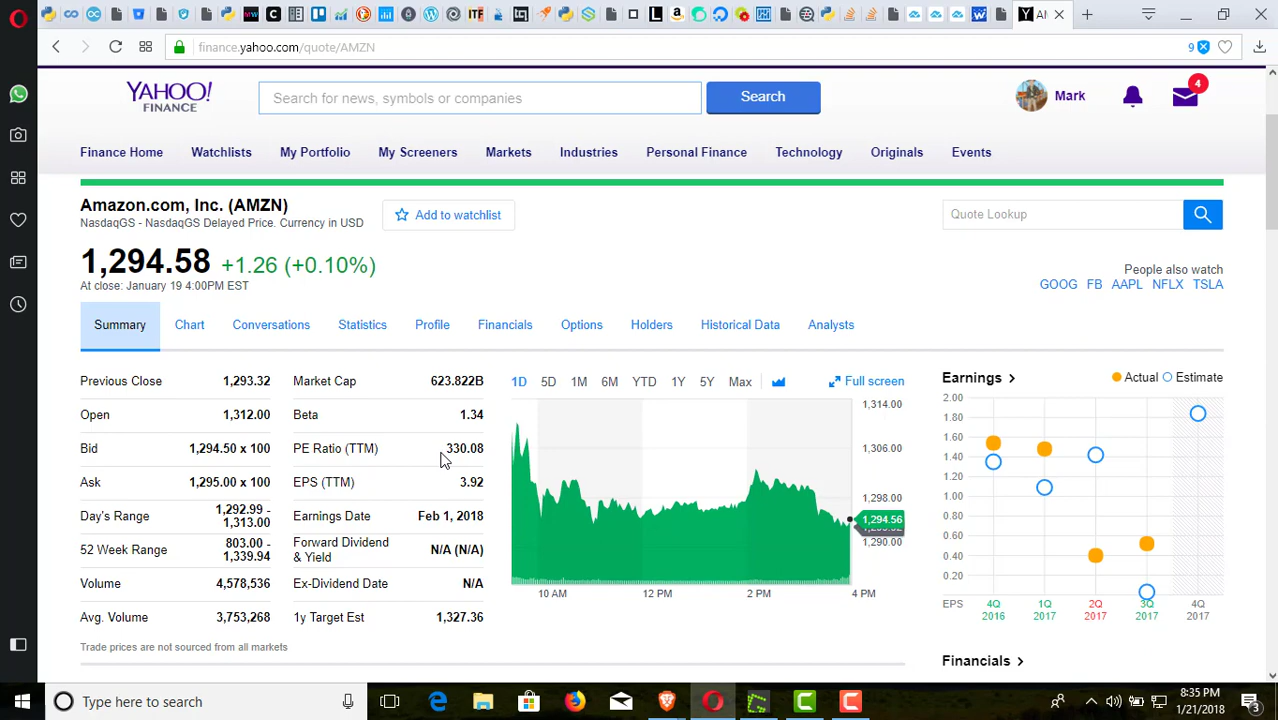 finance.yahoo.com/quote/AMZN
9
YAHOO!
FINANCE
Search for news, symbols or companies
Search
Mark
4
Finance Home
Watchlists
My Portfolio
My Screeners
Markets
Industries
Personal Finance
Technology
Originals
Events
Amazon.com, Inc. (AMZN)
NasdaqGS - NasdaqGS Delayed Price. Currency in USD
Add to watchlist
Quote Lookup
1,294.58 +1.26 (+0.10%)
At close: January 19 4:00PM EST
People also watch
GOOG FB AAPL NFLX TSLA
Summary
Chart
Conversations
Statistics
Profile
Financials
Options
Holders
Historical Data
Analysts
Previous Close 1,293.32
Open 1,312.00
Bid 1,294.50 x 100
Ask 1,295.00 x 100
Day's Range 1,292.99 -
1,313.00
52 Week Range 803.00 -
1,339.94
Volume 4,578,536
Avg. Volume 3,753,268
Market Cap 623.822B
Beta 1.34
PE Ratio (TTM) 330.08
EPS (TTM) 3.92
Earnings Date Feb 1, 2018
Forward Dividend
& Yield N/A (N/A)
Ex-Dividend Date N/A
1y Target Est 1,327.36
Trade prices are not sourced from all markets
1D 5D 1M 6M YTD 1Y 5Y Max
Full screen
1,314.00
1,306.00
1,298.00
1,294.56
1,290.00
10 AM
12 PM
2 PM
4 PM
Earnings
Actual
Estimate
2.00
1.80
1.60
1.40
1.20
1.00
0.80
0.60
0.40
0.20
EPS
4Q
2016
1Q
2017
2Q
2017
3Q
2017
4Q
2017
Financials
Type here to search
8:35 PM
1/21/2018
3